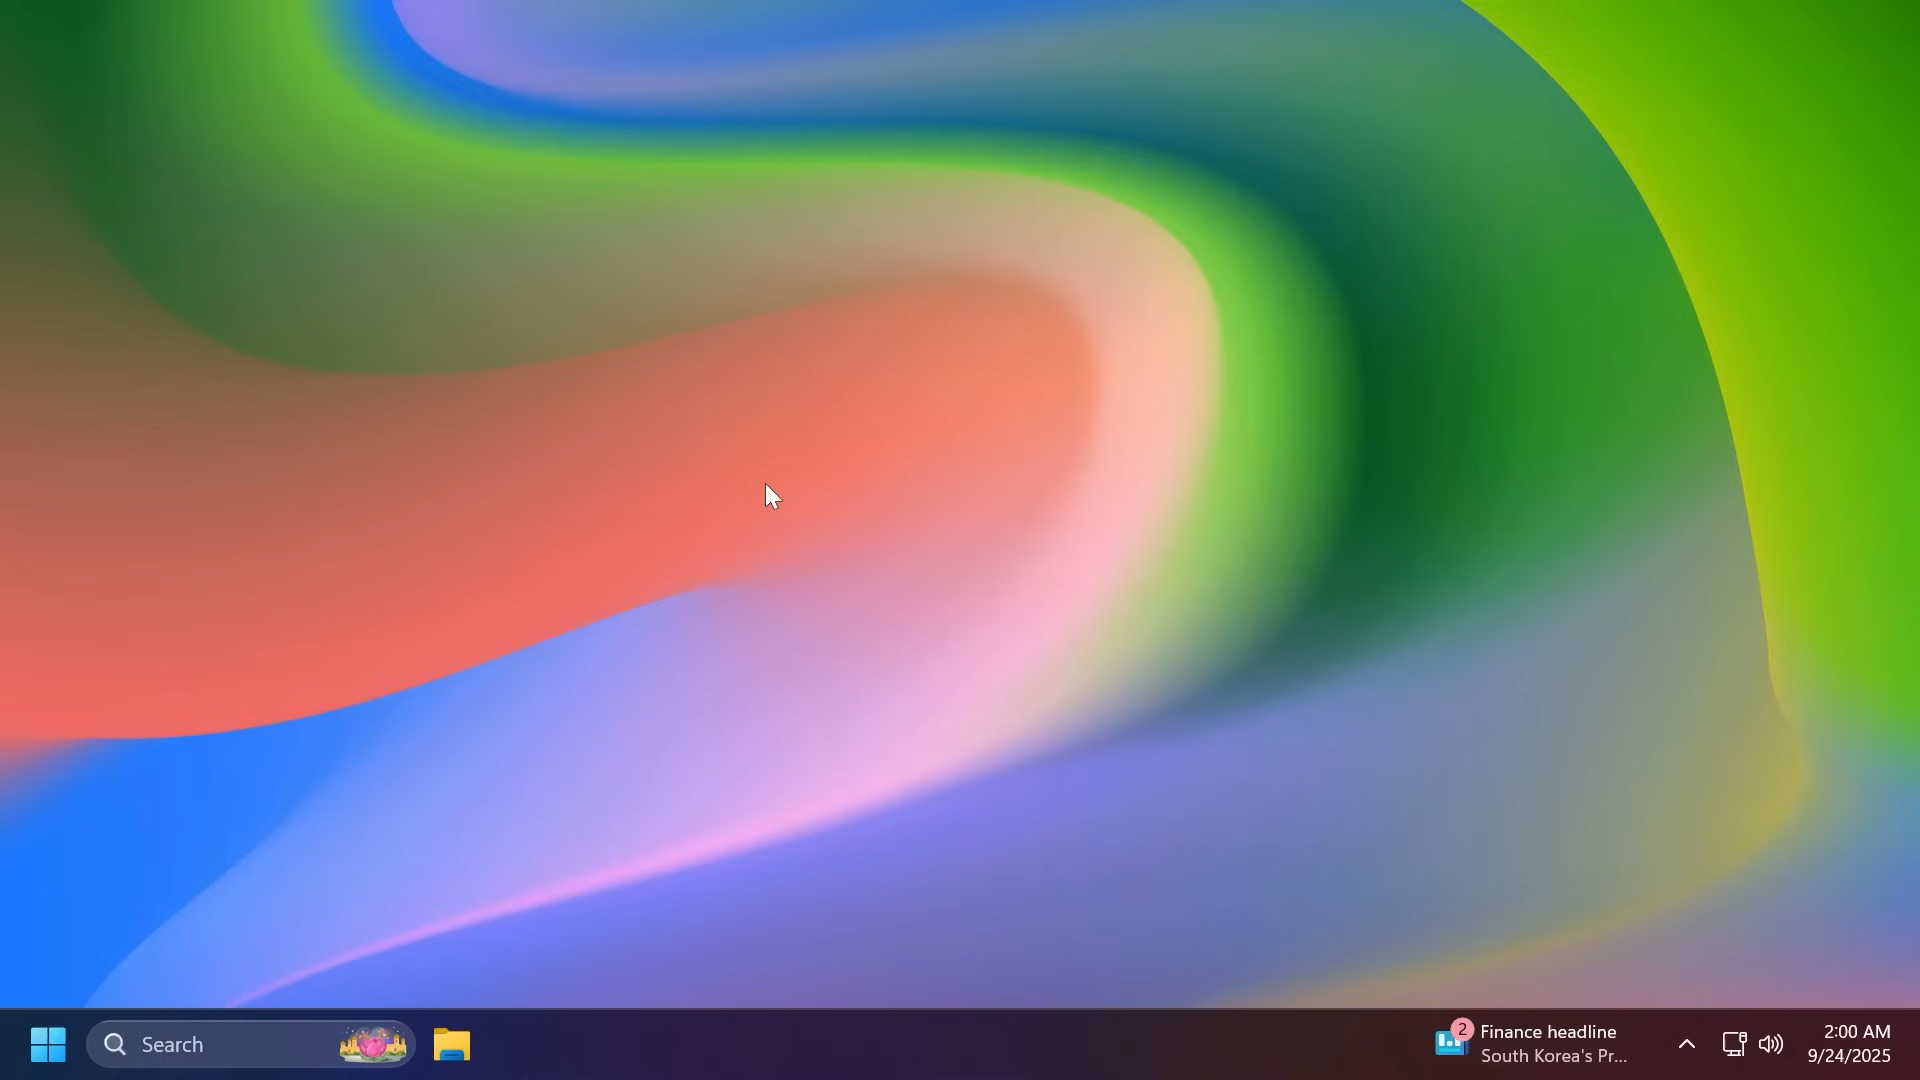 Search
2
Finance headline
South Korea's Pr...
2:00 AM
9/24/2025